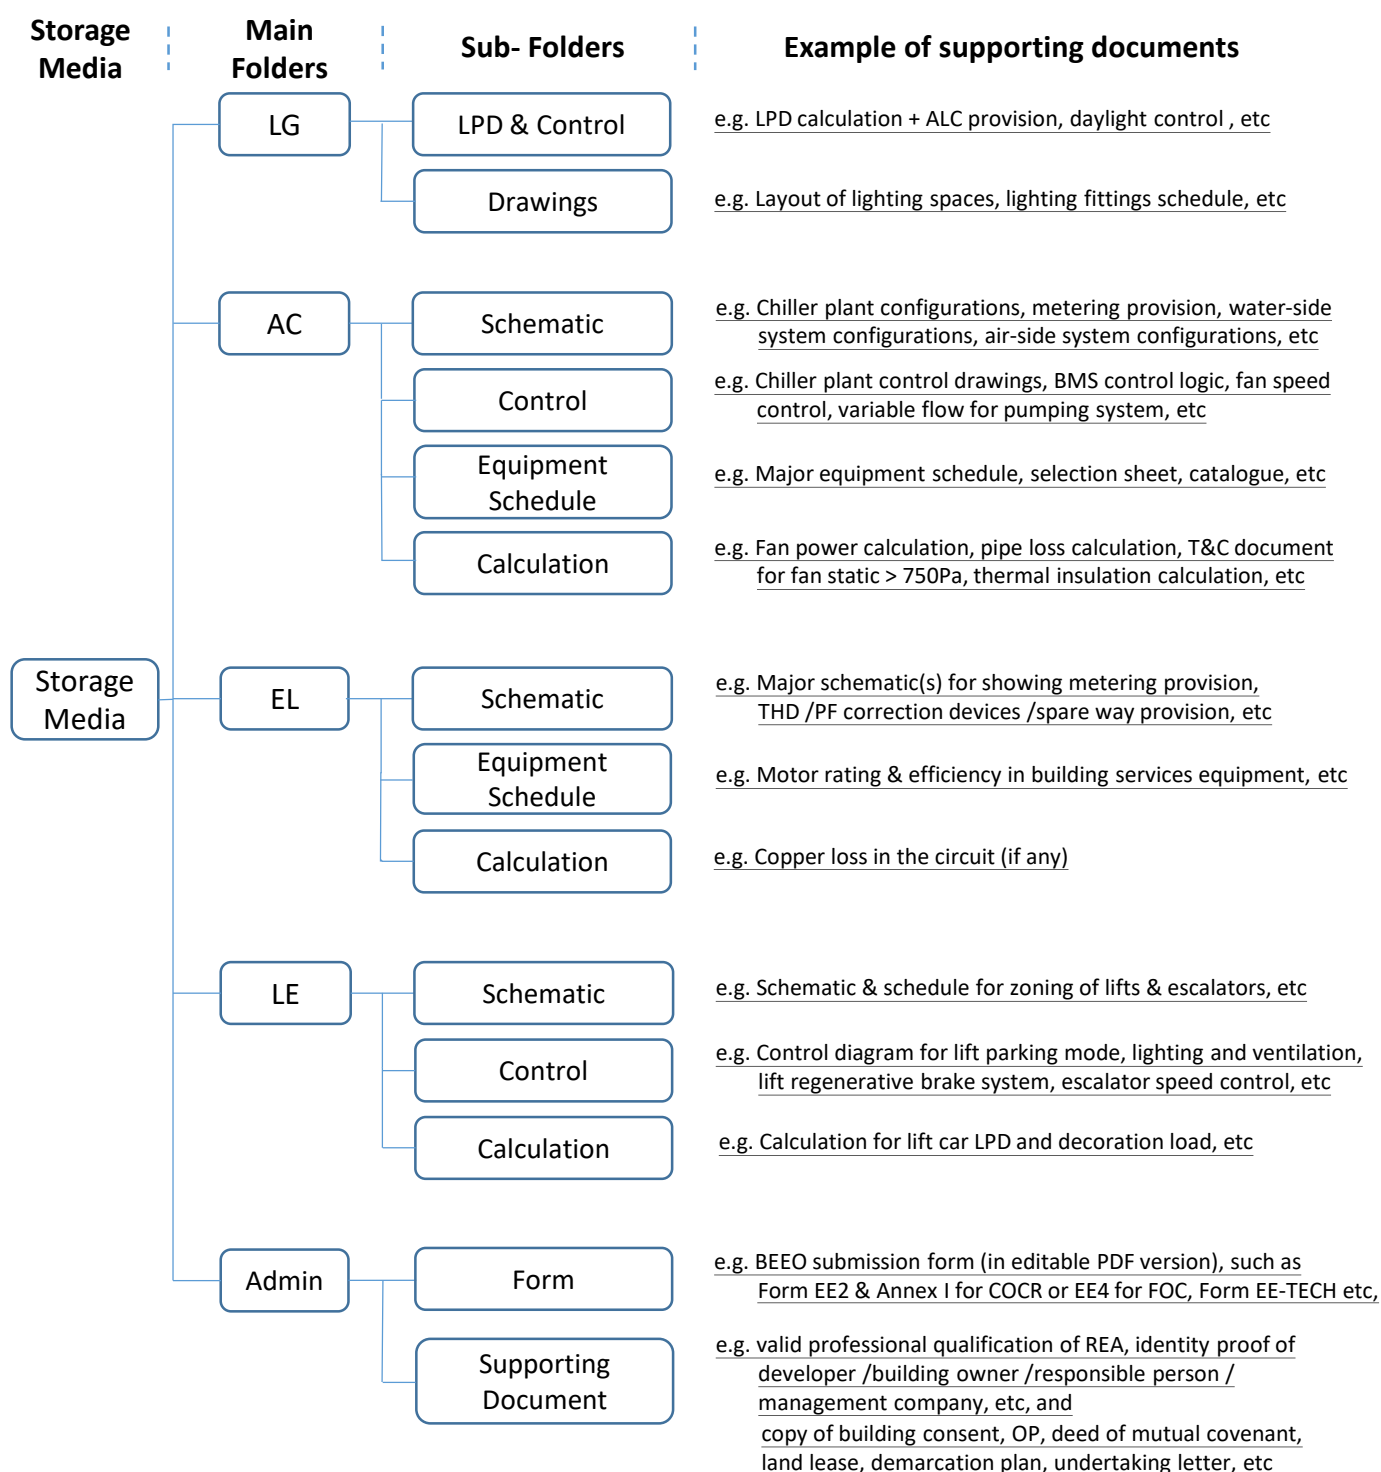 Storage
Media
Main
Folders
Sub- Folders
Example of supporting documents
LG
LPD & Control
e.g. LPD calculation + ALC provision, daylight control , etc
Drawings
e.g. Layout of lighting spaces, lighting fittings schedule, etc
AC
Schematic
e.g. Chiller plant configurations, metering provision, water-side
system configurations, air-side system configurations, etc
Control
e.g. Chiller plant control drawings, BMS control logic, fan speed
control, variable flow for pumping system, etc
Equipment
Schedule
e.g. Major equipment schedule, selection sheet, catalogue, etc
Calculation
e.g. Fan power calculation, pipe loss calculation, T&C document
for fan static > 750Pa, thermal insulation calculation, etc
Storage
Media
EL
Schematic
e.g. Major schematic(s) for showing metering provision,
THD /PF correction devices /spare way provision, etc
Equipment
Schedule
e.g. Motor rating & efficiency in building services equipment, etc
Calculation
e.g. Copper loss in the circuit (if any)
LE
Schematic
e.g. Schematic & schedule for zoning of lifts & escalators, etc
Control
e.g. Control diagram for lift parking mode, lighting and ventilation,
lift regenerative brake system, escalator speed control, etc
Calculation
e.g. Calculation for lift car LPD and decoration load, etc
Admin
Form
e.g. BEEO submission form (in editable PDF version), such as
Form EE2 & Annex I for COCR or EE4 for FOC, Form EE-TECH etc,
Supporting
Document
e.g. valid professional qualification of REA, identity proof of
developer /building owner /responsible person /
management company, etc, and
copy of building consent, OP, deed of mutual covenant,
land lease, demarcation plan, undertaking letter, etc